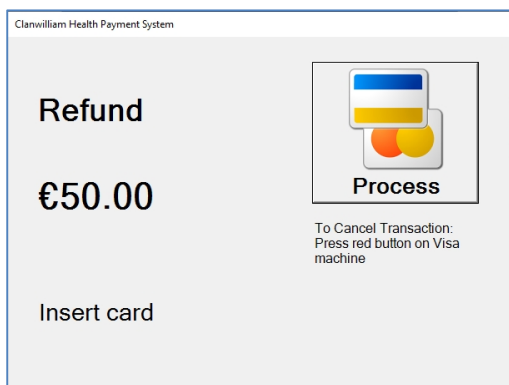 Clanwilliam Health Payment System
Refund
€50.00
Process
To Cancel Transaction:
Press red button on Visa
machine
Insert card